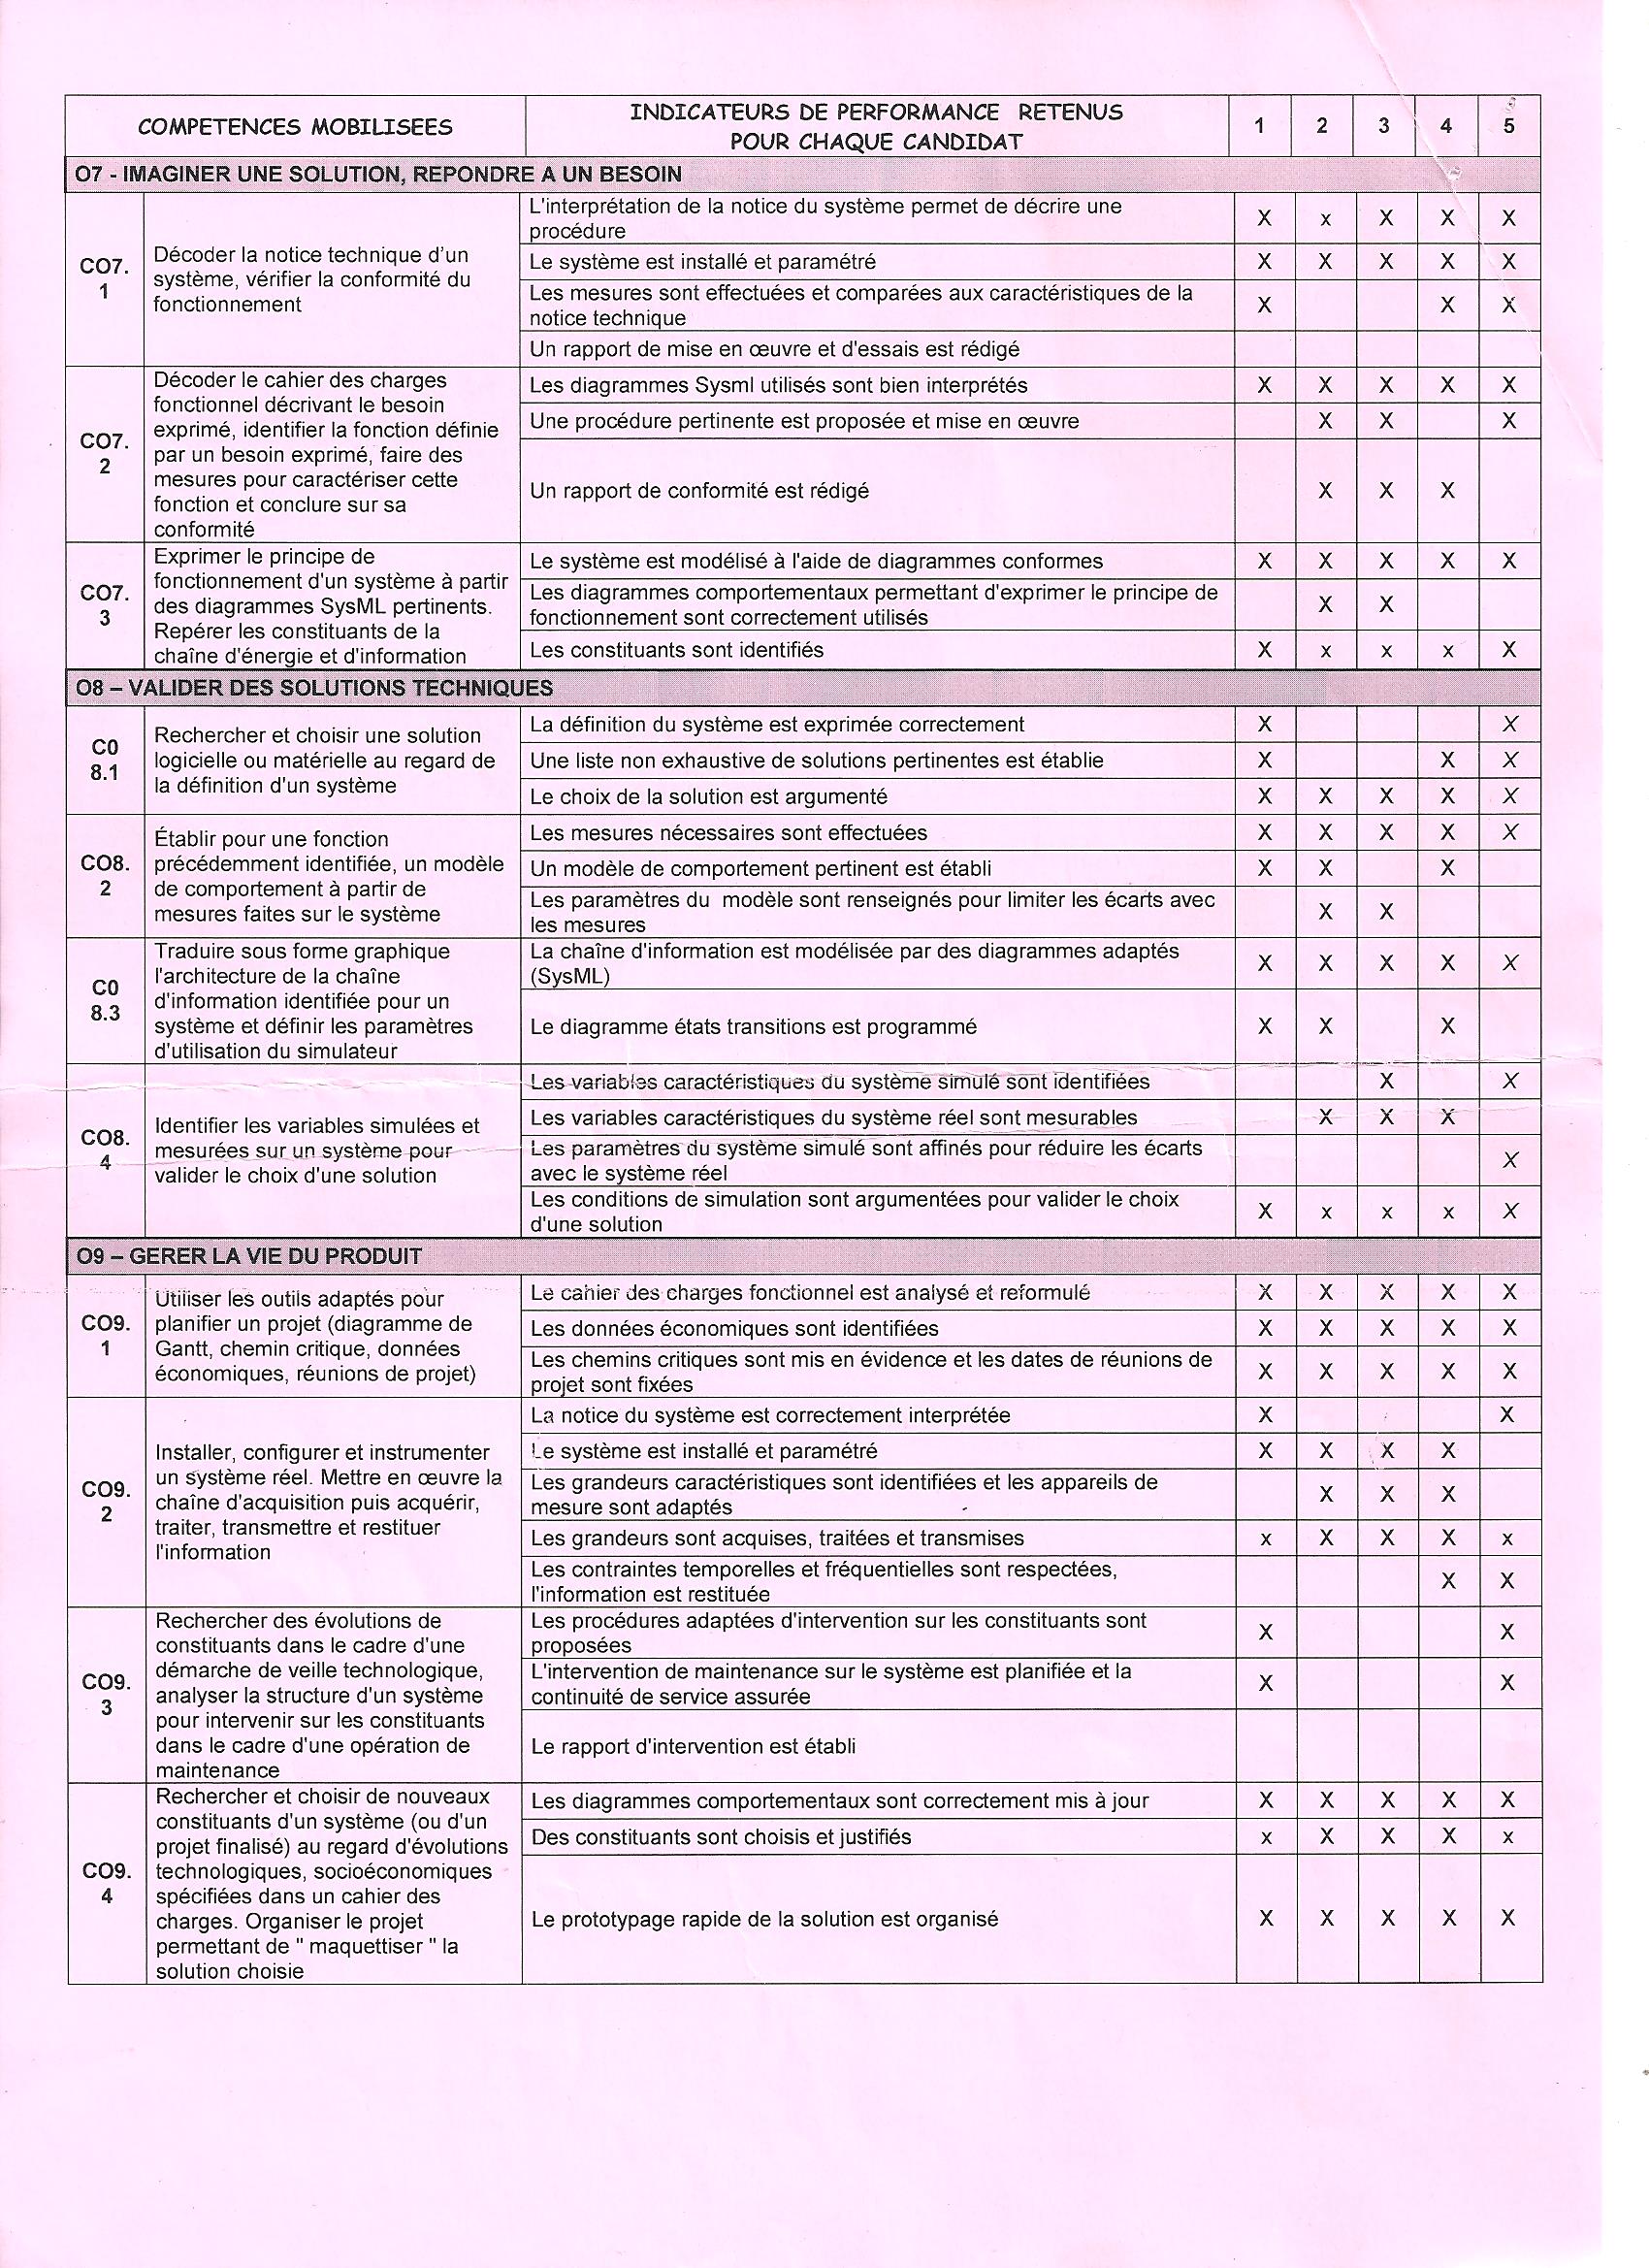 COMPETENCES MOBILISEES
INDICATEURS DE PERFORMANCE RETENUS
POUR CHAQUE CANDIDAT
1 2 3 4 5
O7 - IMAGINER UNE SOLUTION, REPONDRE A UN BESOIN
CO7.
1
Décoder la notice technique d'un
système, vérifier la conformité du
fonctionnement
L'interprétation de la notice du système permet de décrire une
procédure
X x X X X
Le système est installé et paramétré X X X X X
Les mesures sont effectuées et comparées aux caractéristiques de la
notice technique
X X X
Un rapport de mise en œuvre et d'essais est rédigé
CO7.
2
Décoder le cahier des charges
fonctionnel décrivant le besoin
exprimé, identifier la fonction définie
par un besoin exprimé, faire des
mesures pour caractériser cette
fonction et conclure sur sa
conformité
Les diagrammes Sysml utilisés sont bien interprétés X X X X X
Une procédure pertinente est proposée et mise en œuvre X X X
Un rapport de conformité est rédigé X X X
CO7.
3
Exprimer le principe de
fonctionnement d'un système à partir
des diagrammes SysML pertinents.
Repérer les constituants de la
chaîne d'énergie et d'information
Le système est modélisé à l'aide de diagrammes conformes X X X X X
Les diagrammes comportementaux permettant d'exprimer le principe de
fonctionnement sont correctement utilisés
X X
Les constituants sont identifiés X x x x X
O8 – VALIDER DES SOLUTIONS TECHNIQUES
C0
8.1
Rechercher et choisir une solution
logicielle ou matérielle au regard de
la définition d'un système
La définition du système est exprimée correctement X X
Une liste non exhaustive de solutions pertinentes est établie X X X
Le choix de la solution est argumenté X X X X X
CO8.
2
Établir pour une fonction
précédemment identifiée, un modèle
de comportement à partir de
mesures faites sur le système
Les mesures nécessaires sont effectuées X X X X X
Un modèle de comportement pertinent est établi X X X
Les paramètres du modèle sont renseignés pour limiter les écarts avec
les mesures
X X
C0
8.3
Traduire sous forme graphique
l'architecture de la chaîne
d'information identifiée pour un
système et définir les paramètres
d'utilisation du simulateur
La chaîne d'information est modélisée par des diagrammes adaptés
(SysML)
X X X X X
Le diagramme états transitions est programmé X X X
CO8.
4
Identifier les variables simulées et
mesurées sur un système pour
valider le choix d'une solution
Les variables caractéristiques du système simulé sont identifiées X X
Les variables caractéristiques du système réel sont mesurables X X X
Les paramètres du système simulé sont affinés pour réduire les écarts
avec le système réel
X
Les conditions de simulation sont argumentées pour valider le choix
d'une solution
X x x x X
O9 – GERER LA VIE DU PRODUIT
CO9.
1
Utiliser les outils adaptés pour
planifier un projet (diagramme de
Gantt, chemin critique, données
économiques, réunions de projet)
Le cahier des charges fonctionnel est analysé et reformulé X X X X X
Les données économiques sont identifiées X X X X X
Les chemins critiques sont mis en évidence et les dates de réunions de
projet sont fixées
X X X X X
CO9.
2
Installer, configurer et instrumenter
un système réel. Mettre en œuvre la
chaîne d'acquisition puis acquérir,
traiter, transmettre et restituer
l'information
La notice du système est correctement interprétée X X
Le système est installé et paramétré X X X X
Les grandeurs caractéristiques sont identifiées et les appareils de
mesure sont adaptés
X X X
Les grandeurs sont acquises, traitées et transmises x X X X x
Les contraintes temporelles et fréquentielles sont respectées,
l'information est restituée
X X
CO9.
3
Rechercher des évolutions de
constituants dans le cadre d'une
démarche de veille technologique,
analyser la structure d'un système
pour intervenir sur les constituants
dans le cadre d'une opération de
maintenance
Les procédures adaptées d'intervention sur les constituants sont
proposées
X X
L'intervention de maintenance sur le système est planifiée et la
continuité de service assurée
X X
Le rapport d'intervention est établi
CO9.
4
Rechercher et choisir de nouveaux
constituants d'un système (ou d'un
projet finalisé) au regard d'évolutions
technologiques, socioéconomiques
spécifiées dans un cahier des
charges. Organiser le projet
permettant de " maquettiser " la
solution choisie
Les diagrammes comportementaux sont correctement mis à jour X X X X X
Des constituants sont choisis et justifiés x X X X x
Le prototypage rapide de la solution est organisé X X X X X